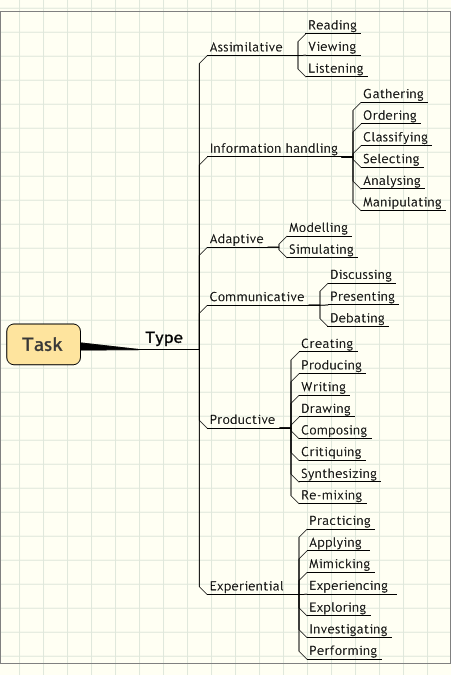 Task
Type
Assimilative
Reading
Viewing
Listening
Information handling
Gathering
Ordering
Classifying
Selecting
Analysing
Manipulating
Adaptive
Modelling
Simulating
Communicative
Discussing
Presenting
Debating
Productive
Creating
Producing
Writing
Drawing
Composing
Critiquing
Synthesizing
Re-mixing
Experiential
Practicing
Applying
Mimicking
Experiencing
Exploring
Investigating
Performing